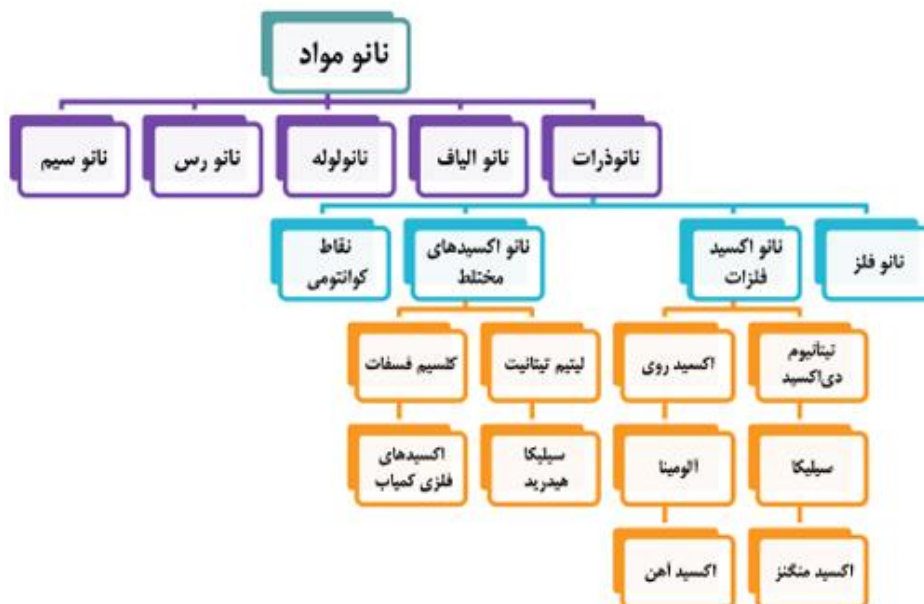 نانو مواد
نانوذرات
نانو الیاف
نانولوله
نانو رس
نانو سیم
نانو فلز
نانو اکسید
فلزات
نانو اکسیدهای
مختلط
نقاط
کوانتومی
تیتانیوم
دی‌اکسید
اکسید روی
لیتیم تیتانیت
کلسیم فسفات
سیلیکا
آلومینا
سیلیکا
هیدرید
اکسیدهای
فلزی کمیاب
اکسید منگنز
اکسید آهن